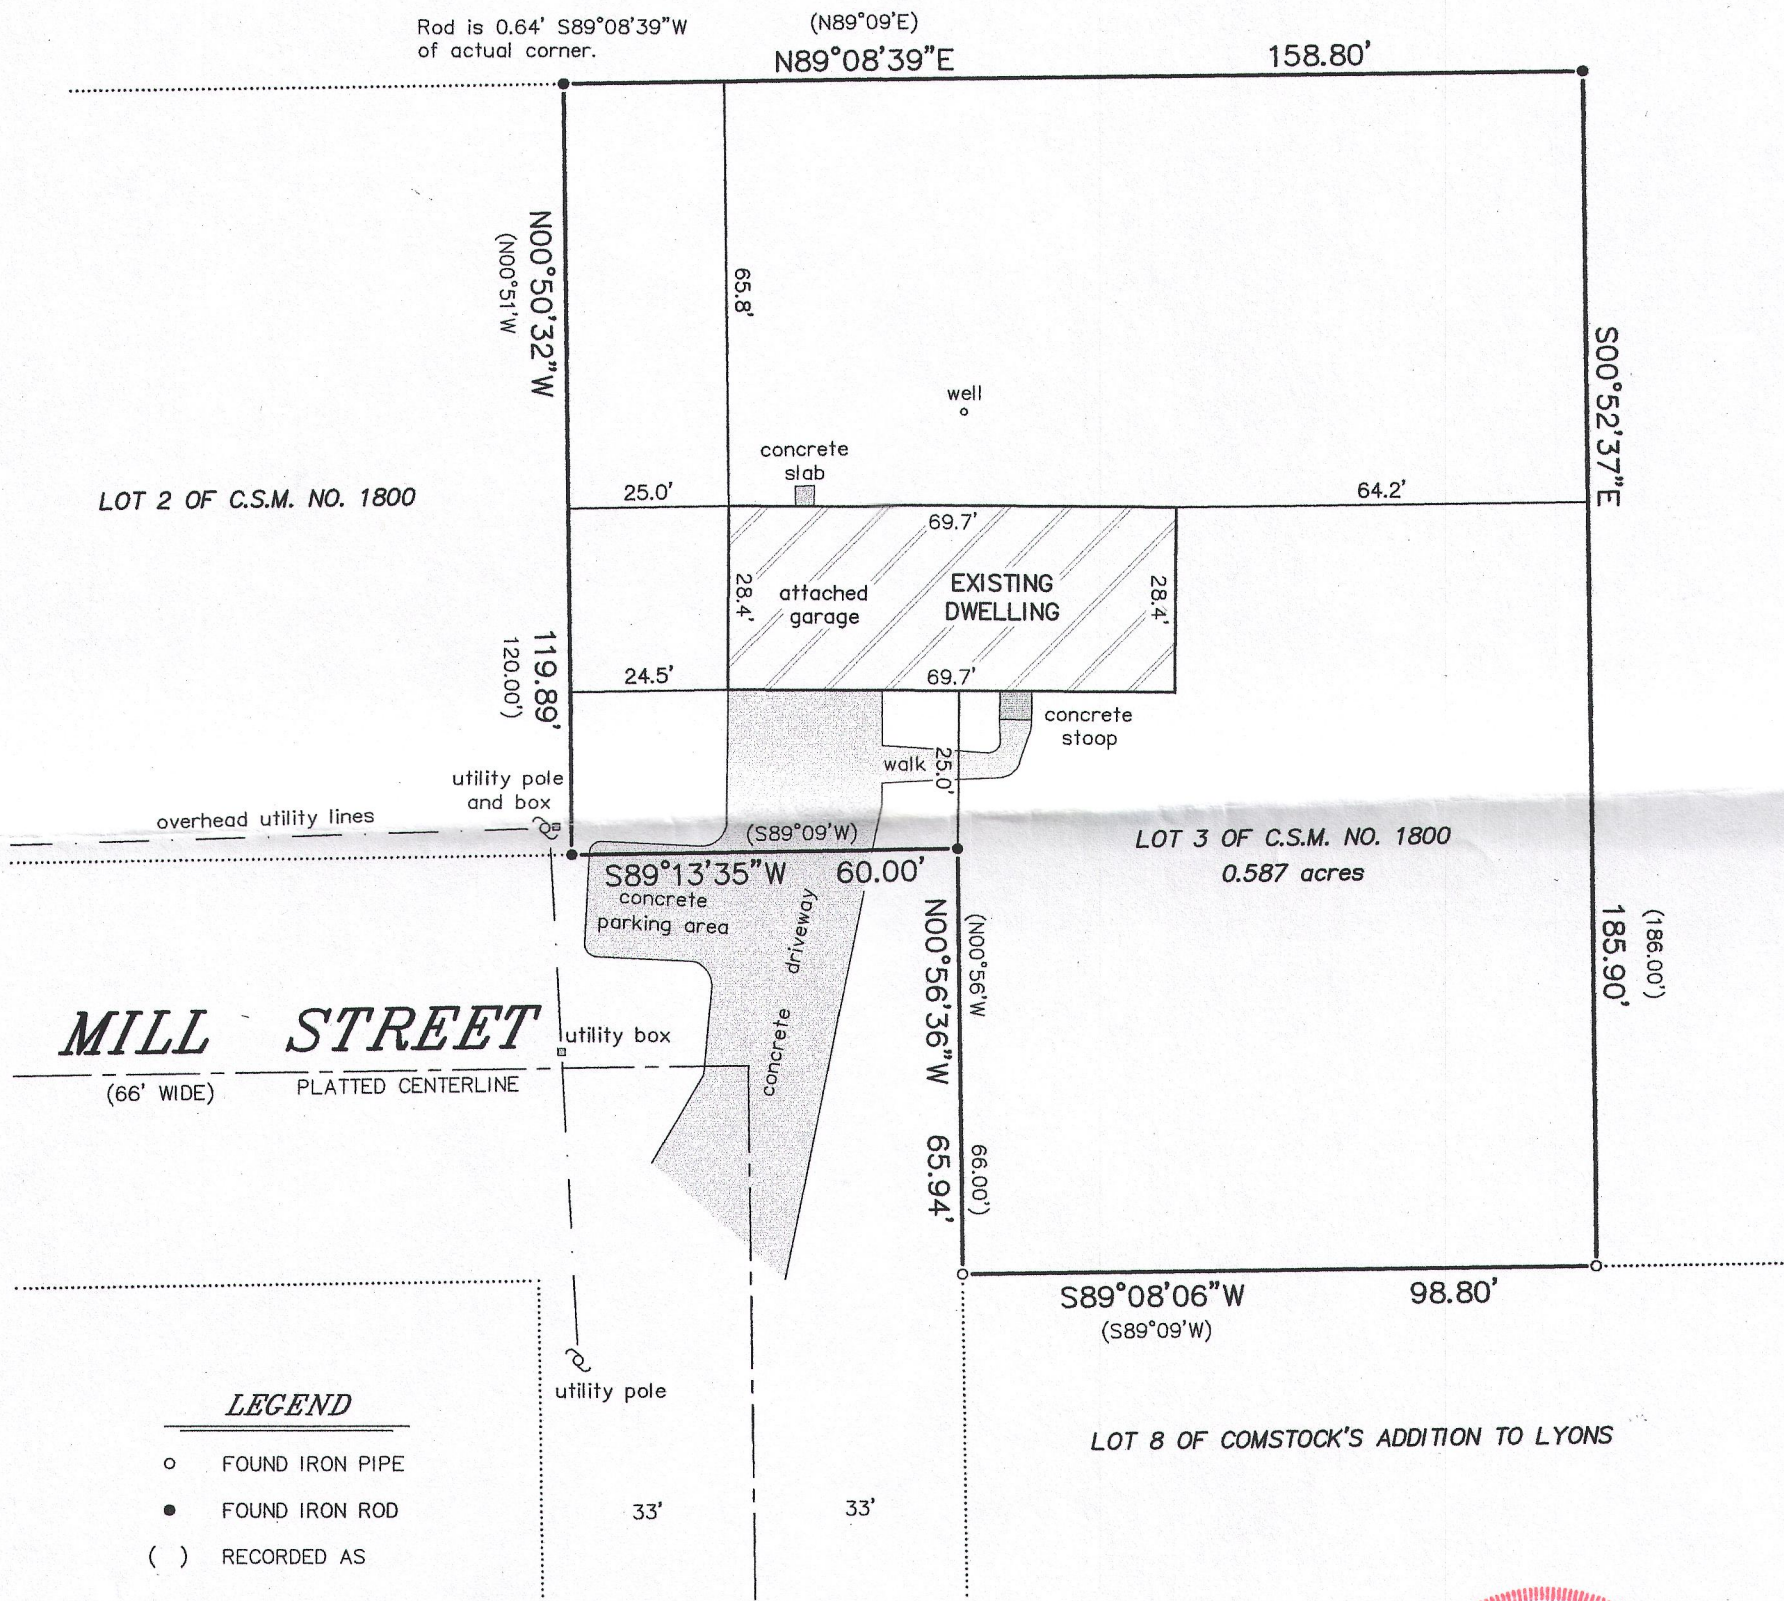 Rod is 0.64' S89°08'39"W
of actual corner.
(N89°09'E)
N89°08'39"E
158.80'
N00°50'32"W
(N00°51'W
65.8'
S00°52'37"E
well
concrete
slab
LOT 2 OF C.S.M. NO. 1800
25.0'
69.7'
64.2'
28.4'
attached
garage
EXISTING
DWELLING
28.4'
119.89'
120.00')
24.5'
69.7'
concrete
stoop
walk
25.0'
utility pole
and box
overhead utility lines
(S89°09'W)
S89°13'35"W 60.00'
LOT 3 OF C.S.M. NO. 1800
0.587 acres
concrete
parking area
concrete driveway
N00°56'36"W 65.94'
(N00°56'W
66.00')
185.90'
(186.00')
MILL STREET
(66' WIDE)
PLATTED CENTERLINE
utility box
S89°08'06"W
98.80'
(S89°09'W)
utility pole
LEGEND
FOUND IRON PIPE
FOUND IRON ROD
( ) RECORDED AS
33'
33'
LOT 8 OF COMSTOCK'S ADDITION TO LYONS